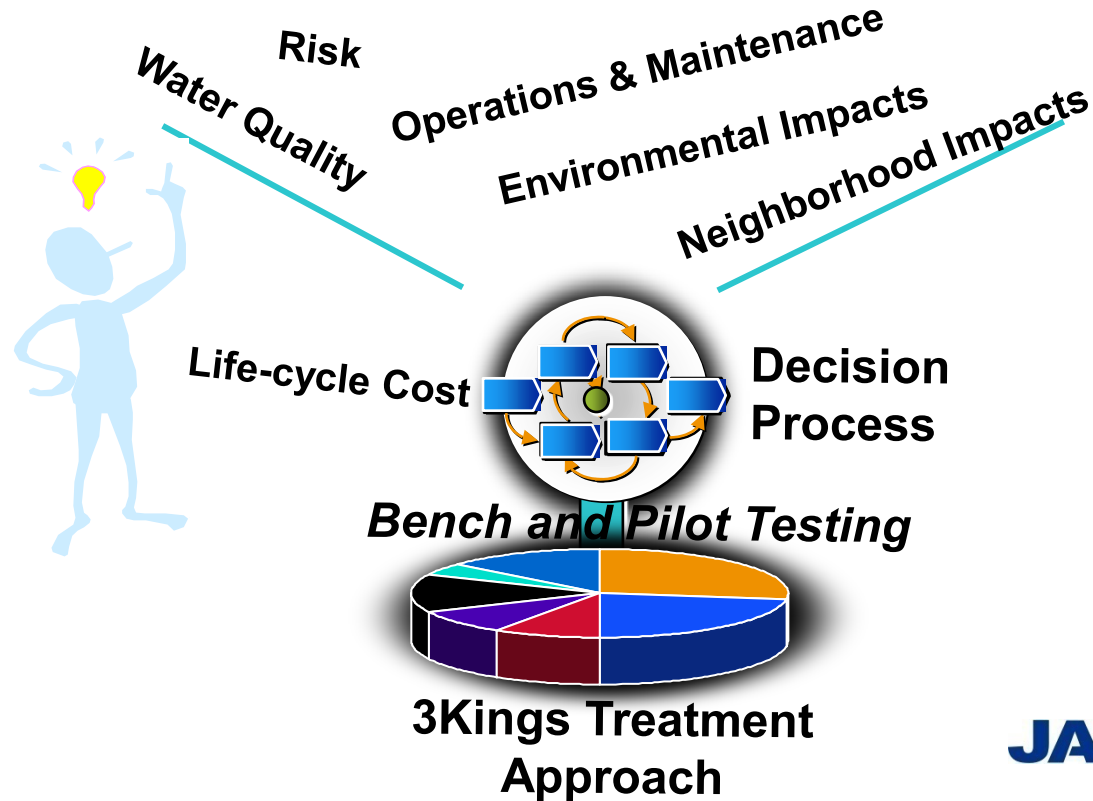 Risk
Water Quality
Operations & Maintenance
Environmental Impacts
Neighborhood Impacts
Life-cycle Cost
Decision
Process
Bench and Pilot Testing
3Kings Treatment
Approach
JA